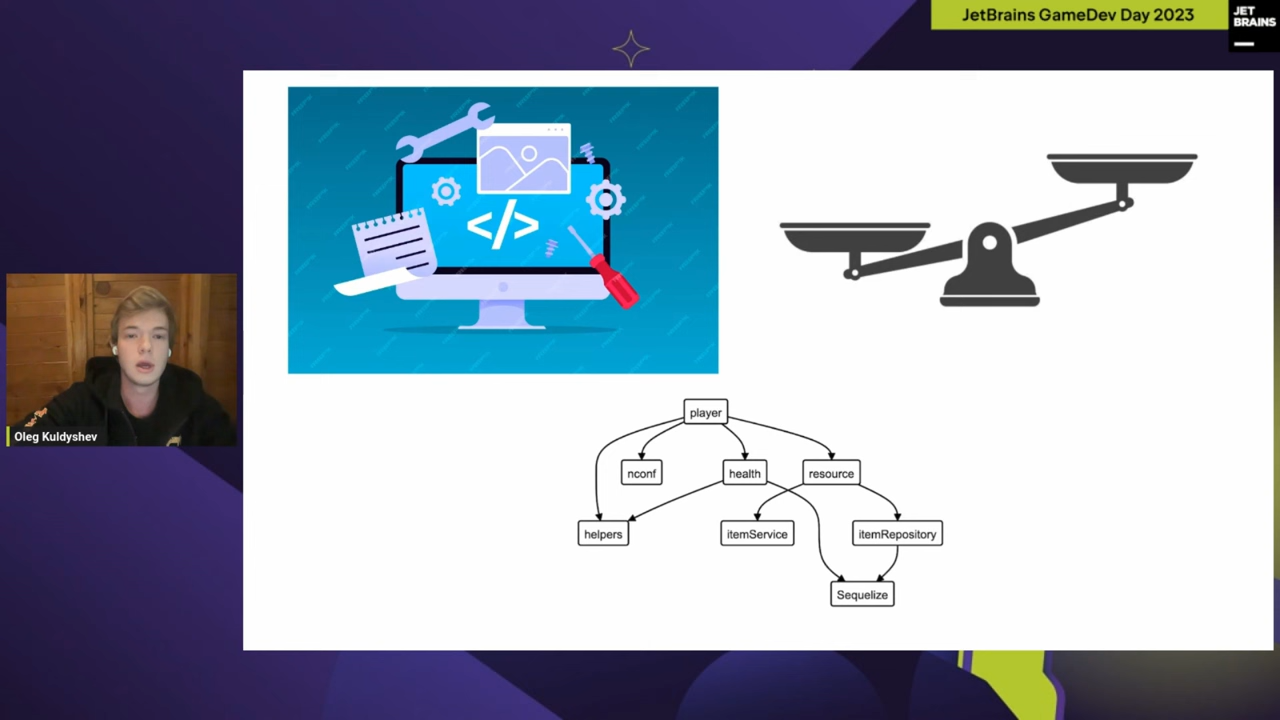 JetBrains GameDev Day 2023
JET
BRAINS
</>
Oleg Kuldyshev
player
nconf
health
resource
helpers
itemService
itemRepository
Sequelize